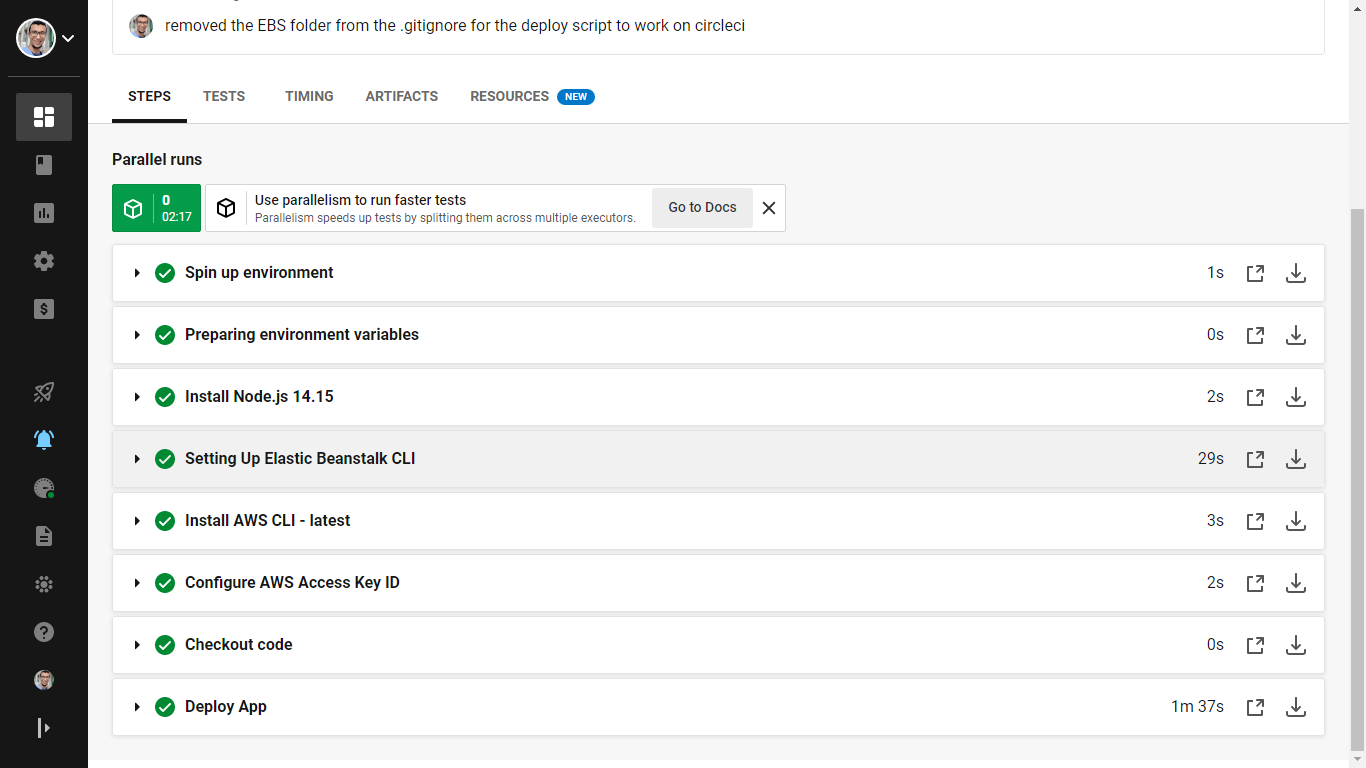 removed the EBS folder from the .gitignore for the deploy script to work on circleci
STEPS TESTS TIMING ARTIFACTS RESOURCES NEW
Parallel runs
0
02:17
Use parallelism to run faster tests
Parallelism speeds up tests by splitting them across multiple executors.
Go to Docs
Spin up environment 1s
Preparing environment variables 0s
Install Node.js 14.15 2s
Setting Up Elastic Beanstalk CLI 29s
Install AWS CLI - latest 3s
Configure AWS Access Key ID 2s
Checkout code 0s
Deploy App 1m 37s